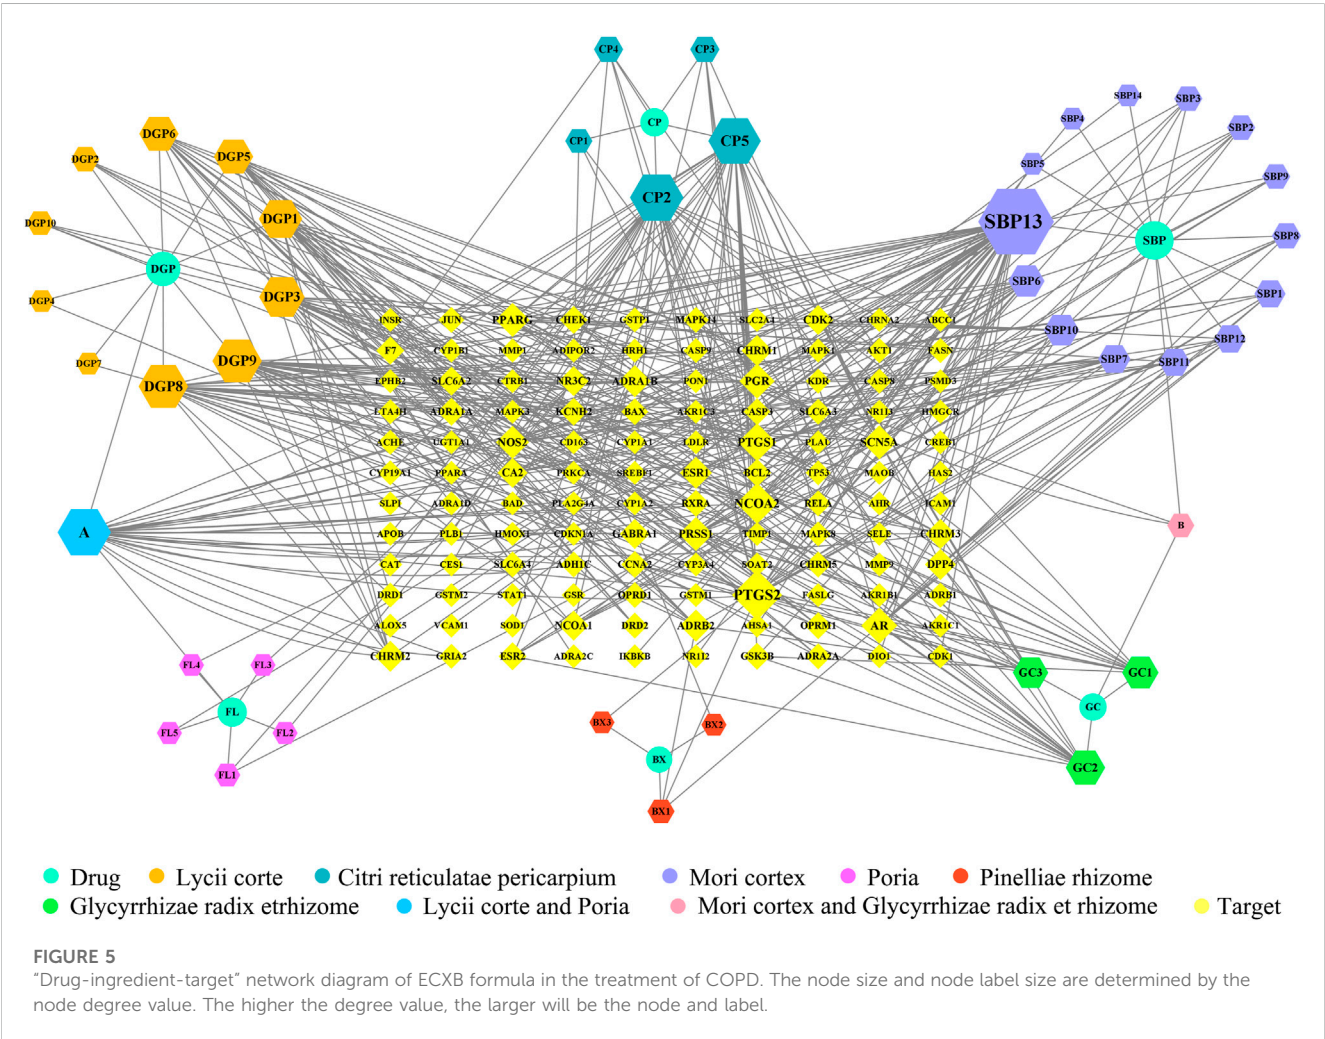 CP4 CP3
CP
CP1 CP5
CP2
DGP6
DGP2 DGP5
DGP10 DGP1
DGP
DGP4 DGP3
DGP7 DGP9
DGP8
SBP14 SBP3
SBP4 SBP2
SBP5 SBP9
SBP13 SBP SBP8
SBP6 SBP1
SBP10 SBP12
SBP7 SBP11
A
B
INSR JUN PPARG CHEK1 GSTP1 MAPK14 SLC2A4 CDK2 CHRNA2 ABCC1
F7 CYP1B1 MMP1 ADIPOR2 HRH1 CASP9 CHRM1 MAPK1 AKT1 FASN
EPHB2 SLC6A2 CTRB1 NR3C2 ADRA1B PON1 PGR KDR CASP8 PSMD3
LTA4H ADRA1A MAPK3 KCNH2 BAX AKR1C3 CASP3 SLC6A3 NR1I3 HMGCR
ACHE UGT1A1 NOS2 CD163 CYP1A1 LDLR PTGS1 PLAU SCN5A CREB1
CYP19A1 PPARA CA2 PRKCA SREBF1 ESR1 BCL2 TP53 MAOB HAS2
SLPI ADRA1D BAD PLA2G4A CYP1A2 RXRA NCOA2 RELA AHR ICAM1
APOB PLB1 HMOX1 CDKN1A GABRA1 PRSS1 TIMP1 MAPK8 SELE CHRM3
CAT CES1 SLC6A4 ADH1C CCNA2 CYP3A4 SOAT2 CHRM5 MMP9 DPP4
DRD1 GSTM2 STAT1 GSR OPRD1 GSTM1 PTGS2 FASLG AKR1B1 ADRB1
ALOX5 VCAM1 SOD1 NCOA1 DRD2 ADRB2 AHSA1 OPRM1 AR AKR1C1
CHRM2 GRIA2 ESR2 ADRA2C IKBKB NR1I2 GSK3B ADRA2A DIO1 CDK1
FL4 FL3
FL
FL5 FL2
FL1
BX3 BX2
BX
BX1
GC3 GC1
GC
GC2
Drug Lycii corte Citri reticulatae pericarpium Mori cortex Poria Pinelliae rhizome
Glycyrrhizae radix etrhizome Lycii corte and Poria Mori cortex and Glycyrrhizae radix et rhizome Target
FIGURE 5
"Drug-ingredient-target" network diagram of ECXB formula in the treatment of COPD. The node size and node label size are determined by the
node degree value. The higher the degree value, the larger will be the node and label.